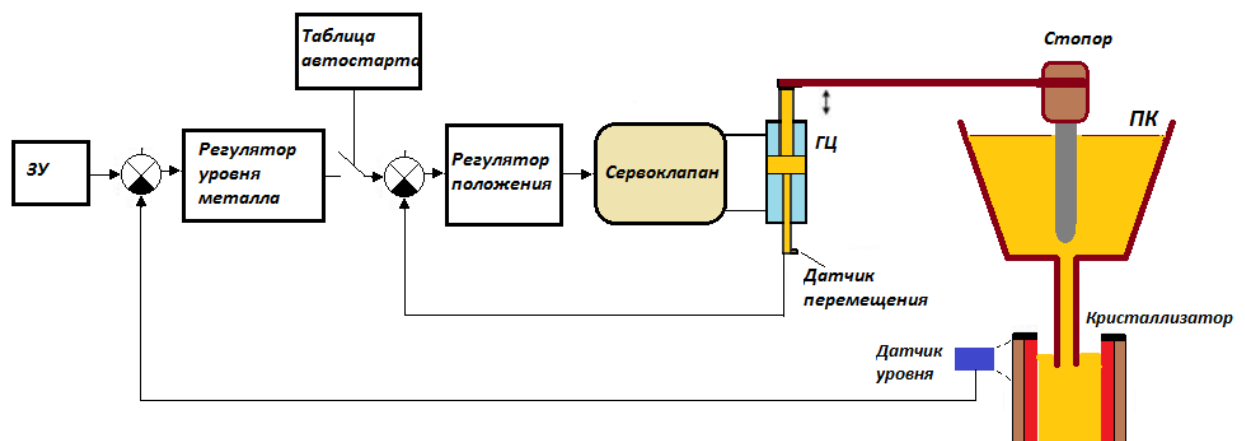 Стопор
Таблица
автостарта
ПК
ГЦ
ЗУ
Регулятор
уровня
металла
Регулятор
положения
Сервоклапан
Датчик
перемещения
Кристаллизатор
Датчик
уровня